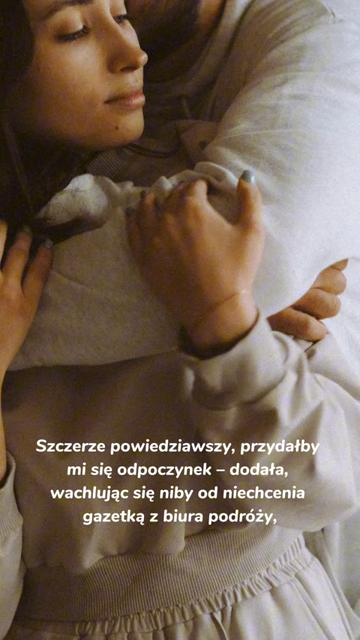 Szczerze powiedziawszy, przydałby
mi się odpoczynek – dodała,
wachlując się niby od niechcenia
gazetką z biura podróży,